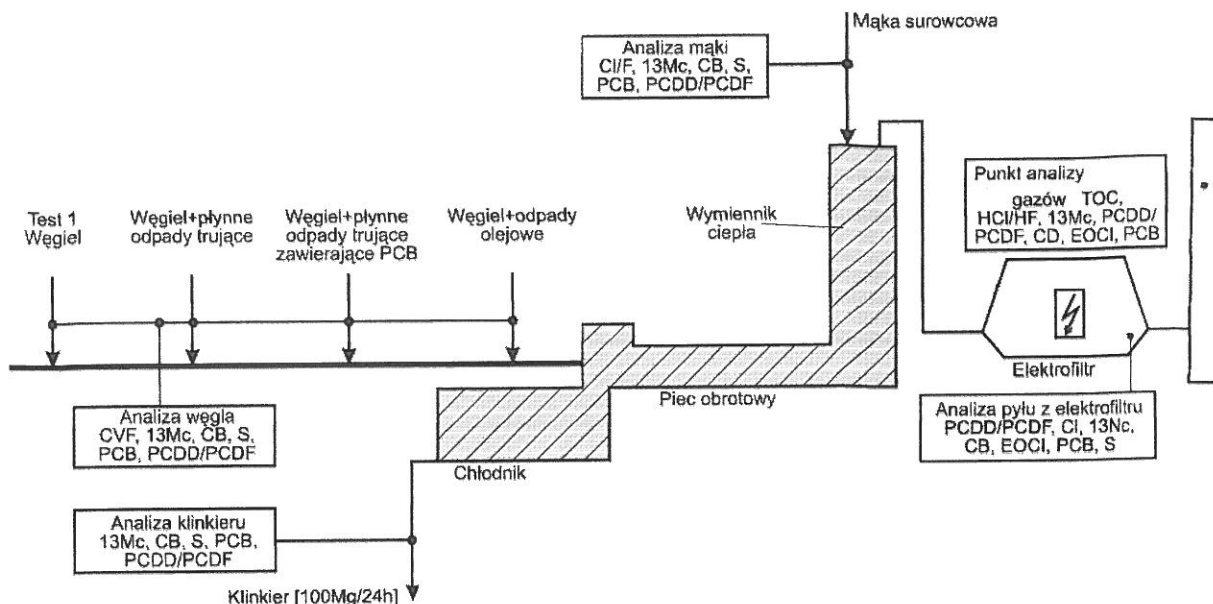 Mąka surowcowa
Analiza mąki
Cl/F, 13Mc, CB, S,
PCB, PCDD/PCDF
Punkt analizy
gazów TOC,
HCl/HF, 13Mc, PCDD/
PCDF, CD, EOCl, PCB
Test 1
Węgiel
Węgiel+płynne
odpady trujące
Węgiel+płynne
odpady trujące
zawierające PCB
Węgiel+odpady
olejowe
Wymiennik
ciepła
Elektrofiltr
Piec obrotowy
Analiza węgla
CVF, 13Mc, CB, S,
PCB, PCDD/PCDF
Analiza pyłu z elektrofiltru
PCDD/PCDF, Cl, 13Nc,
CB, EOCl, PCB, S
Chłodnik
Analiza klinkieru
13Mc, CB, S, PCB,
PCDD/PCDF
Klinkier [100Mg/24h]